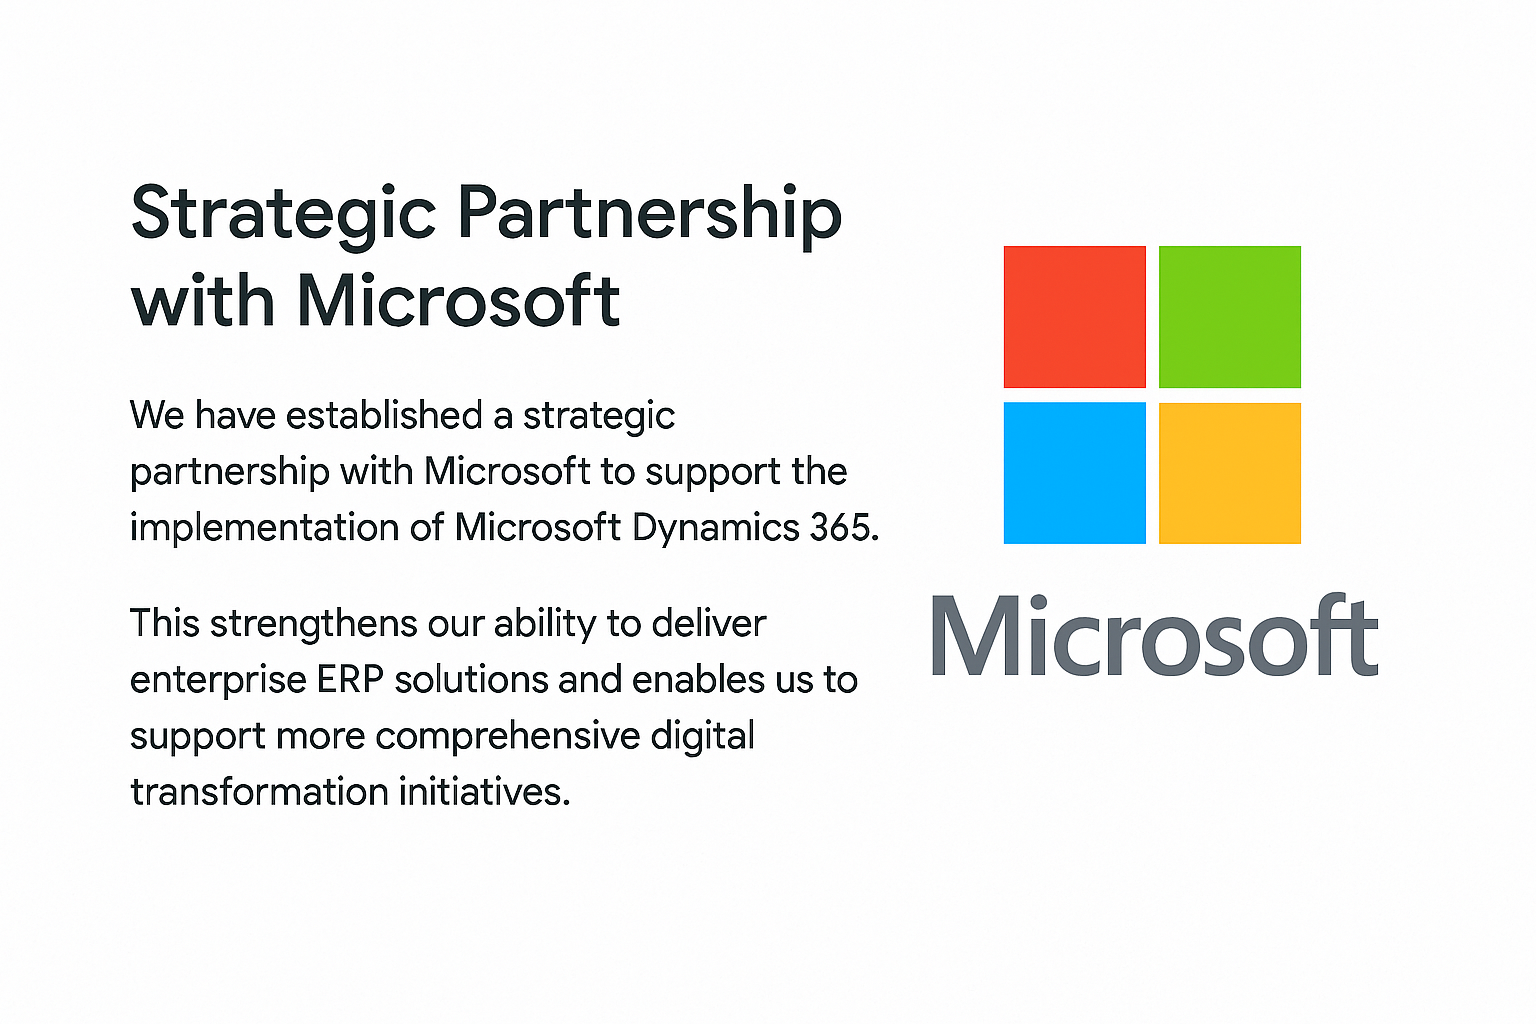 Strategic Partnership
with Microsoft
We have established a strategic
partnership with Microsoft to support the
implementation of Microsoft Dynamics 365.
This strengthens our ability to deliver
enterprise ERP solutions and enables us to
support more comprehensive digital
transformation initiatives.
Microsoft